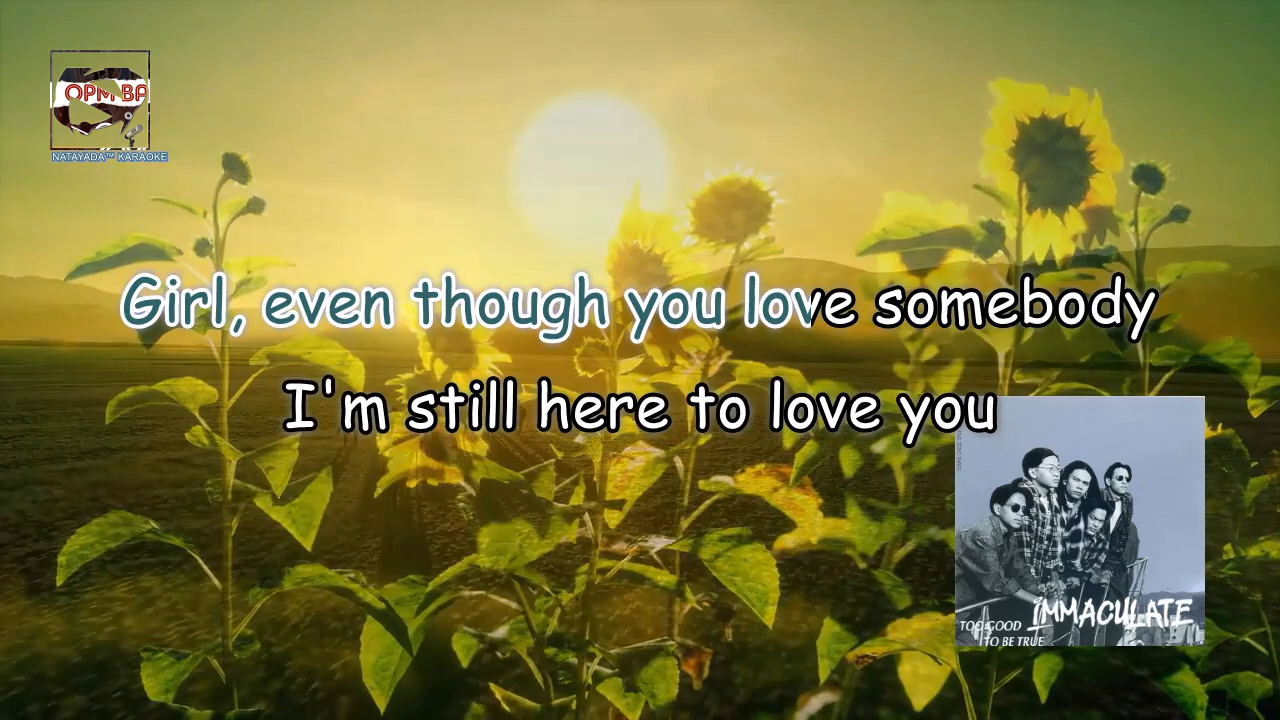 OPM BA
NATAYADA™ KARAOKE
Girl, even though you love somebody
I'm still here to love you
IMMACULATE
TOO GOOD
TO BE TRUE